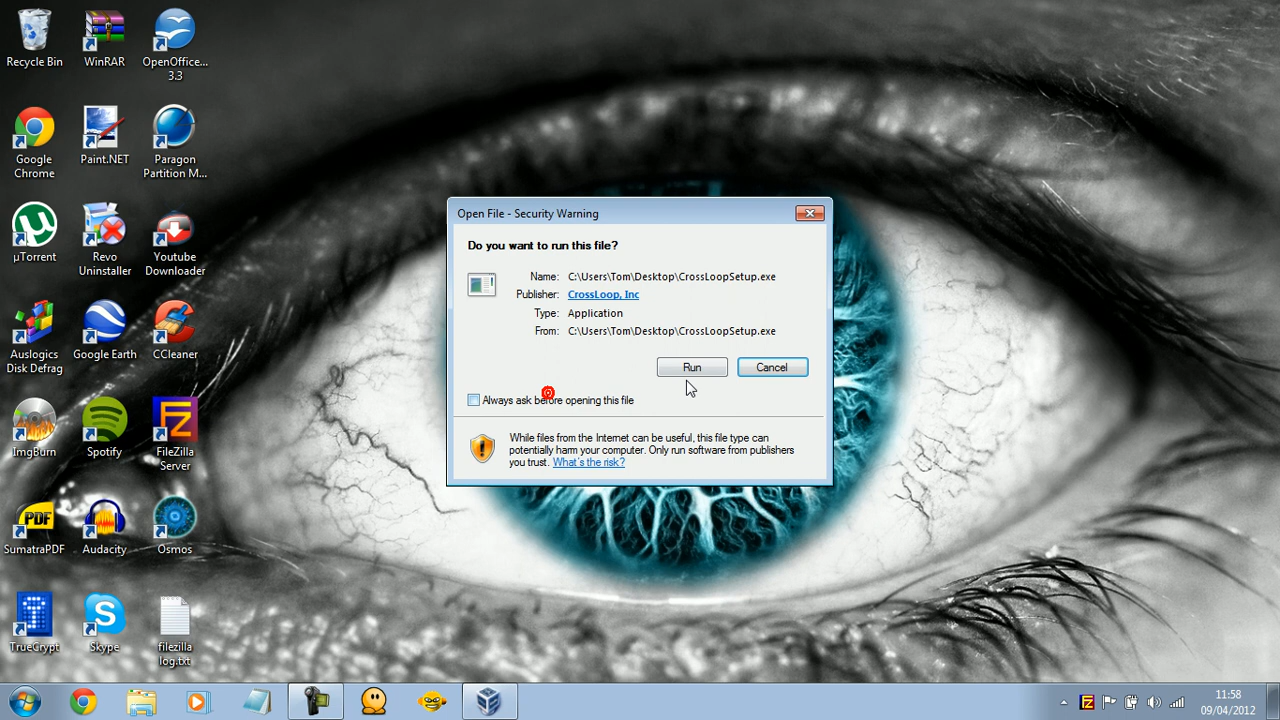 Recycle Bin
WinRAR
OpenOffice...
3.3
Google
Chrome
Paint.NET
Paragon
Partition M...
µTorrent
Revo
Uninstaller
Youtube
Downloader
Auslogics
Disk Defrag
Google Earth
CCleaner
ImgBurn
Spotify
FileZilla
Server
PDF
SumatraPDF
Audacity
Osmos
TrueCrypt
Skype
filezilla
log.txt
Open File - Security Warning
Do you want to run this file?
Name: C:\Users\Tom\Desktop\CrossLoopSetup.exe
Publisher: CrossLoop, Inc
Type: Application
From: C:\Users\Tom\Desktop\CrossLoopSetup.exe
Run
Cancel
Always ask before opening this file
While files from the Internet can be useful, this file type can
potentially harm your computer. Only run software from publishers
you trust. What's the risk?
11:58
09/04/2012